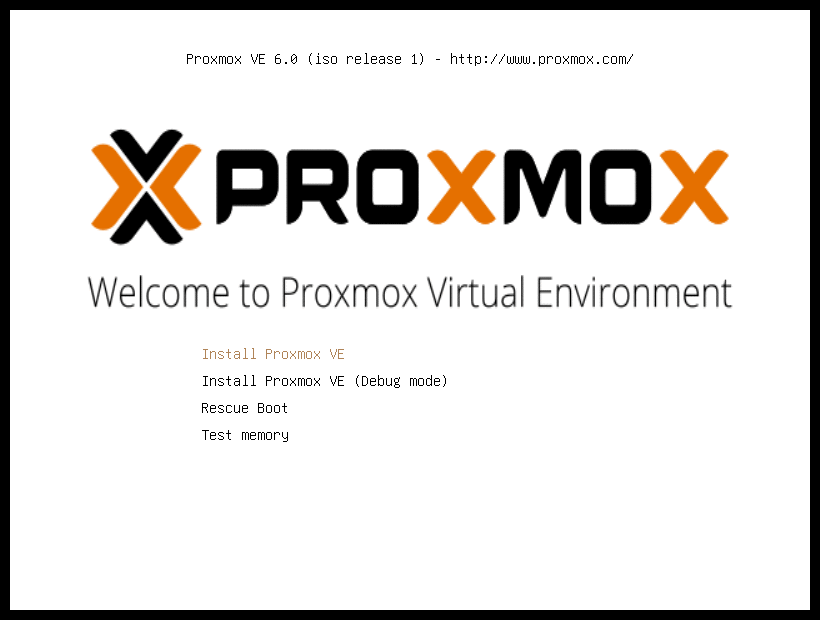 Proxmox VE 6.0 (iso release 1) - http://www.proxmox.com/
PROXMOX
Welcome to Proxmox Virtual Environment
Install Proxmox VE
Install Proxmox VE (Debug mode)
Rescue Boot
Test memory